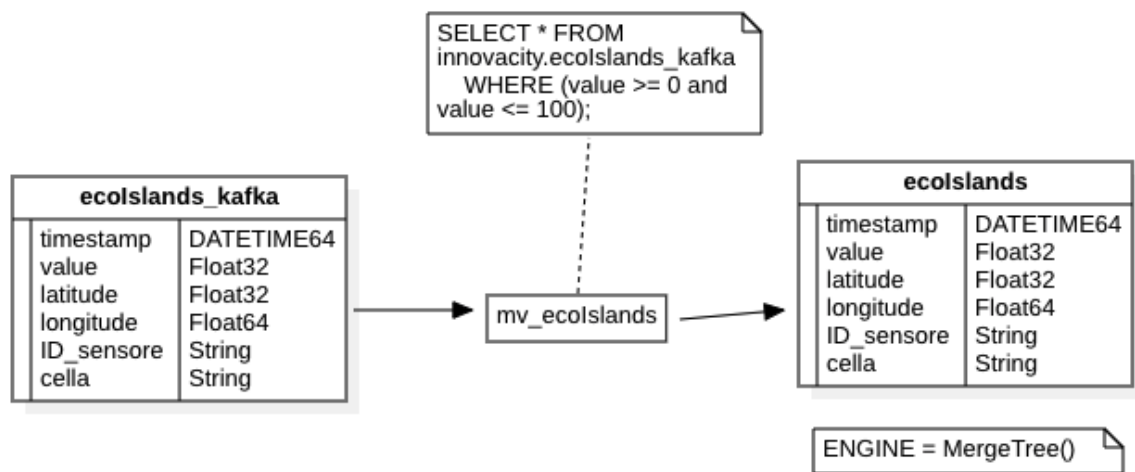 SELECT * FROM
innovacity.ecoIslands_kafka
WHERE (value >= 0 and
value <= 100);
ecoIslands_kafka
timestamp DATETIME64
value Float32
latitude Float32
longitude Float64
ID_sensore String
cella String
mv_ecoIslands
ecoIslands
timestamp DATETIME64
value Float32
latitude Float32
longitude Float64
ID_sensore String
cella String
ENGINE = MergeTree()